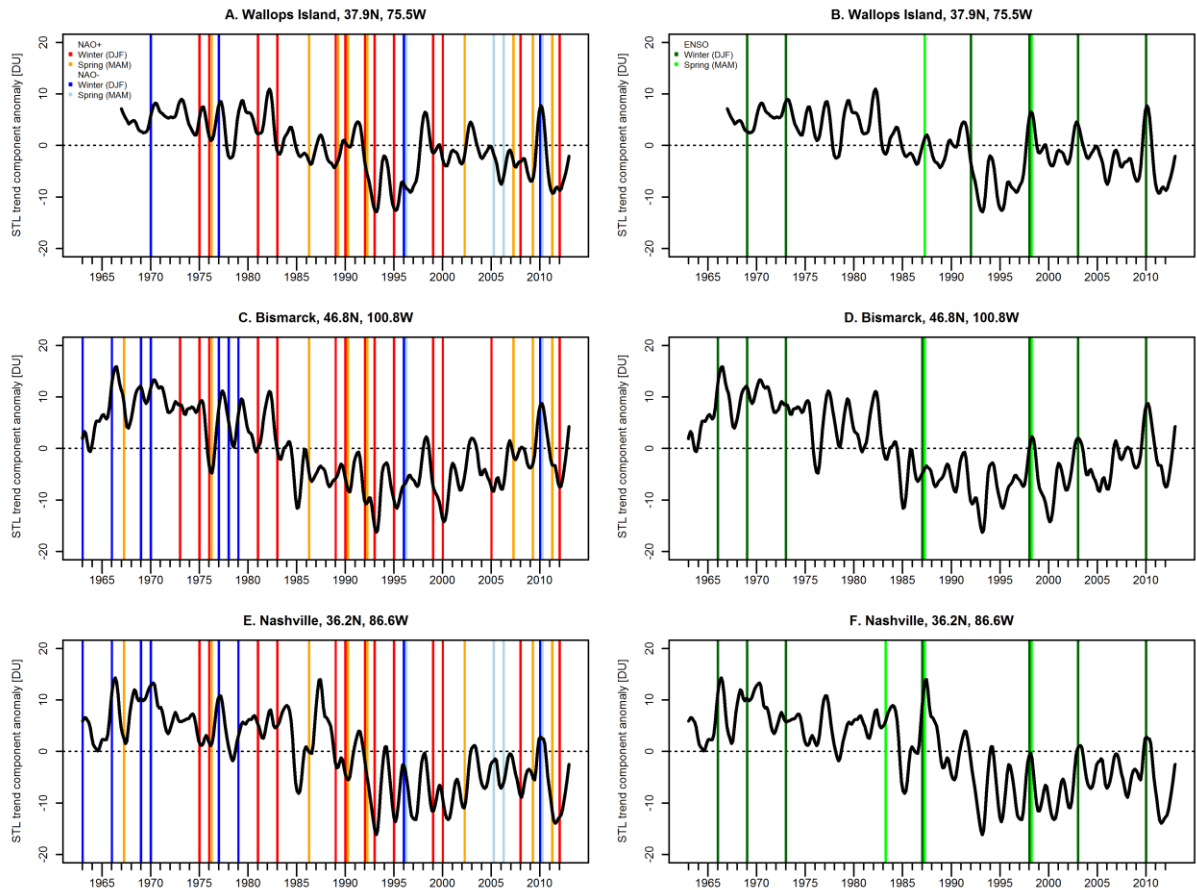 A. Wallops Island, 37.9N, 75.5W
STL trend component anomaly [DU]
20
10
0
-10
-20
NAO+
Winter (DJF)
Spring (MAM)
NAO-
Winter (DJF)
Spring (MAM)
1965 1970 1975 1980 1985 1990 1995 2000 2005 2010
B. Wallops Island, 37.9N, 75.5W
STL trend component anomaly [DU]
20
10
0
-10
-20
ENSO
Winter (DJF)
Spring (MAM)
1965 1970 1975 1980 1985 1990 1995 2000 2005 2010
C. Bismarck, 46.8N, 100.8W
STL trend component anomaly [DU]
20
10
0
-10
-20
1965 1970 1975 1980 1985 1990 1995 2000 2005 2010
D. Bismarck, 46.8N, 100.8W
STL trend component anomaly [DU]
20
10
0
-10
-20
1965 1970 1975 1980 1985 1990 1995 2000 2005 2010
E. Nashville, 36.2N, 86.6W
STL trend component anomaly [DU]
20
10
0
-10
-20
1965 1970 1975 1980 1985 1990 1995 2000 2005 2010
F. Nashville, 36.2N, 86.6W
STL trend component anomaly [DU]
20
10
0
-10
-20
1965 1970 1975 1980 1985 1990 1995 2000 2005 2010